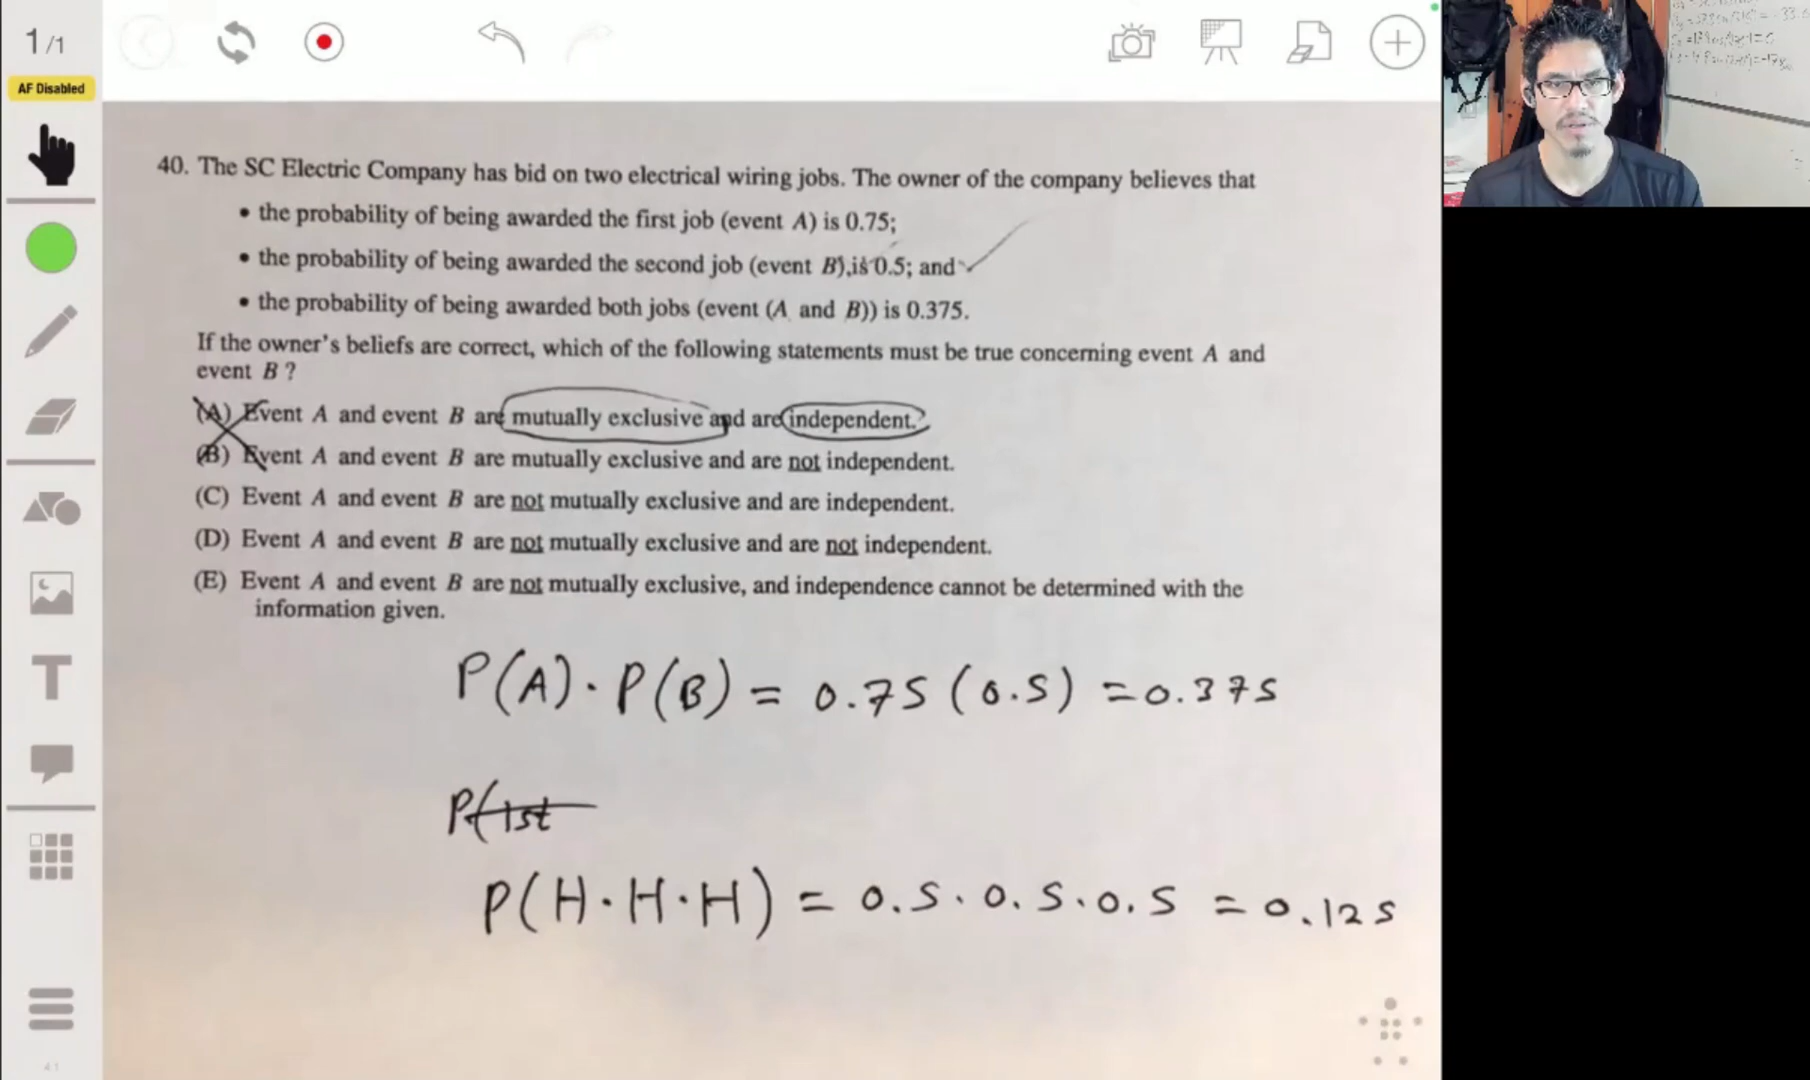 1/1
AF Disabled
40. The SC Electric Company has bid on two electrical wiring jobs. The owner of the company believes that
• the probability of being awarded the first job (event A) is 0.75;
• the probability of being awarded the second job (event B) is 0.5; and
• the probability of being awarded both jobs (event (A and B)) is 0.375.
If the owner's beliefs are correct, which of the following statements must be true concerning event A and
event B ?
(A) Event A and event B are mutually exclusive and are independent.
(B) Event A and event B are mutually exclusive and are not independent.
(C) Event A and event B are not mutually exclusive and are independent.
(D) Event A and event B are not mutually exclusive and are not independent.
(E) Event A and event B are not mutually exclusive, and independence cannot be determined with the
information given.
P(A) · P(B) = 0.75 (0.5) = 0.375
P(1st
P(H · H · H) = 0.5 · 0.5 · 0.5 = 0.125
T
41